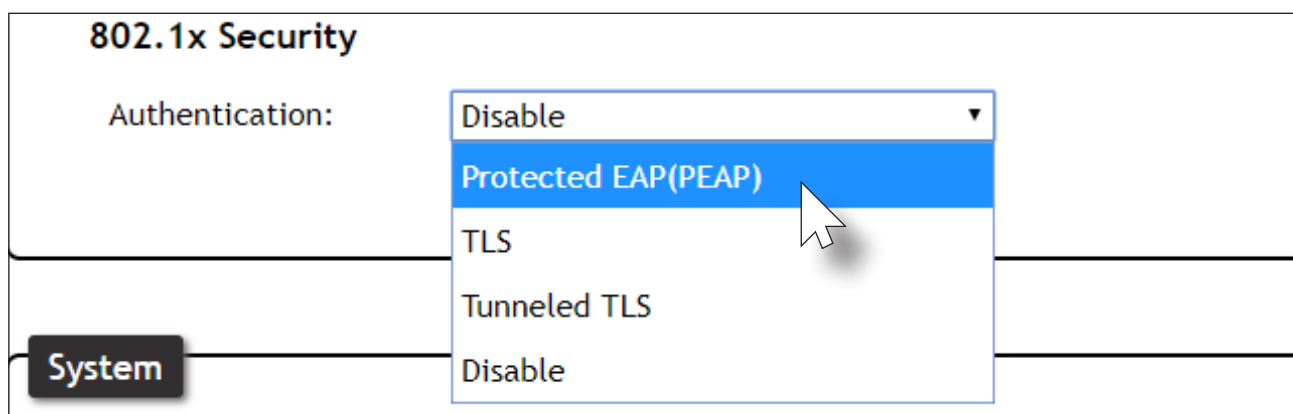 802.1x Security
Authentication: Disable
Protected EAP(PEAP)
TLS
Tunneled TLS
Disable
System